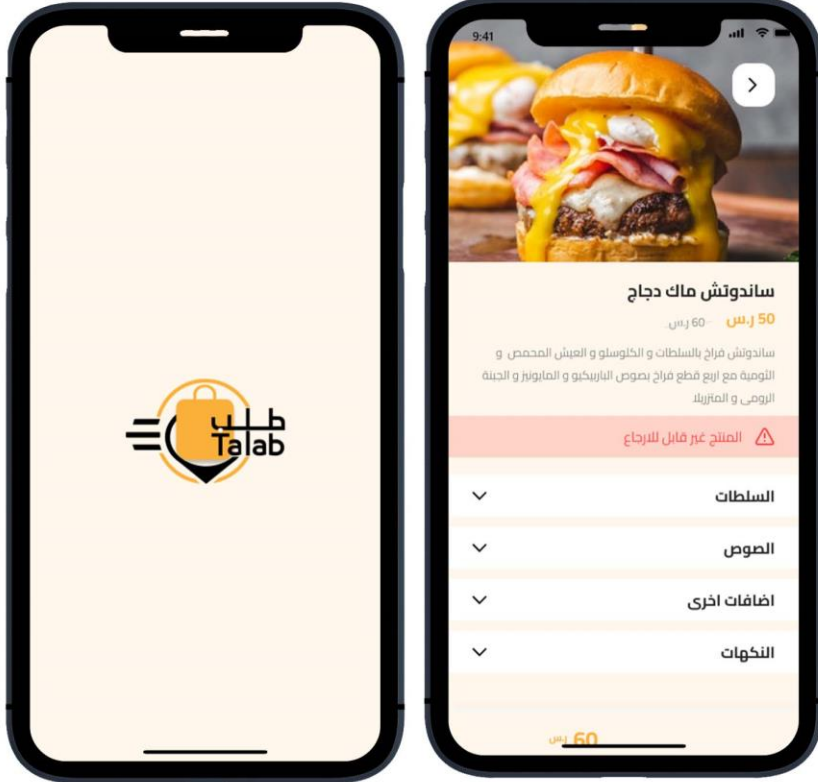 طلب
Talab
9:41
ساندوتش ماك دجاج
50 ر.س 60 ر.س
ساندوتش فراخ بالسلطات و الكلوسلو و العيش المحمص و
الثومية مع اربع قطع فراخ بصوص الباربيكيو و المايونيز و الجبنة
الرومى و المتزريلا
المنتج غير قابل للارجاع
السلطات
الصوص
اضافات اخرى
النكهات
60 ر.س